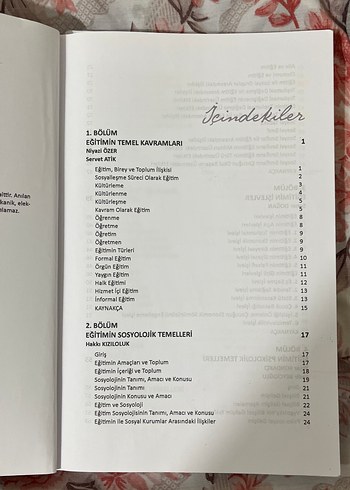 aittir. Anılan
kanik, elek-
ılamaz.
İçindekiler
1. BÖLÜM
EĞİTİMİN TEMEL KAVRAMLARI 1
Niyazi ÖZER
Servet ATİK
Eğitim, Birey ve Toplum İlişkisi 1
Sosyalleşme Süreci Olarak Eğitim 2
Kültürleme 3
Kültürlenme 4
Kültürleşme 5
Kavram Olarak Eğitim 5
Öğrenme 8
Öğretme 8
Öğretim 9
Öğretmen 9
Eğitimin Türleri 9
Formal Eğitim 10
Örgün Eğitim 11
Yaygın Eğitim 11
Halk Eğitimi 12
Hizmet İçi Eğitim 13
İnformal Eğitim 13
KAYNAKÇA 15
2. BÖLÜM
EĞİTİMİN SOSYOLOJİK TEMELLERİ 17
Hakkı KIZILOLUK
Giriş 17
Eğitimin Amaçları ve Toplum 17
Eğitimin İçeriği ve Toplum 18
Sosyolojinin Tanımı, Amacı ve Konusu 19
Sosyolojinin Tanımı 21
Sosyolojinin Konusu ve Amacı 21
Eğitim ve Sosyoloji 22
Eğitim Sosyolojisinin Tanımı, Amacı ve Konusu 24
Eğitim ile Sosyal Kurumlar Arasındaki İlişkiler 24